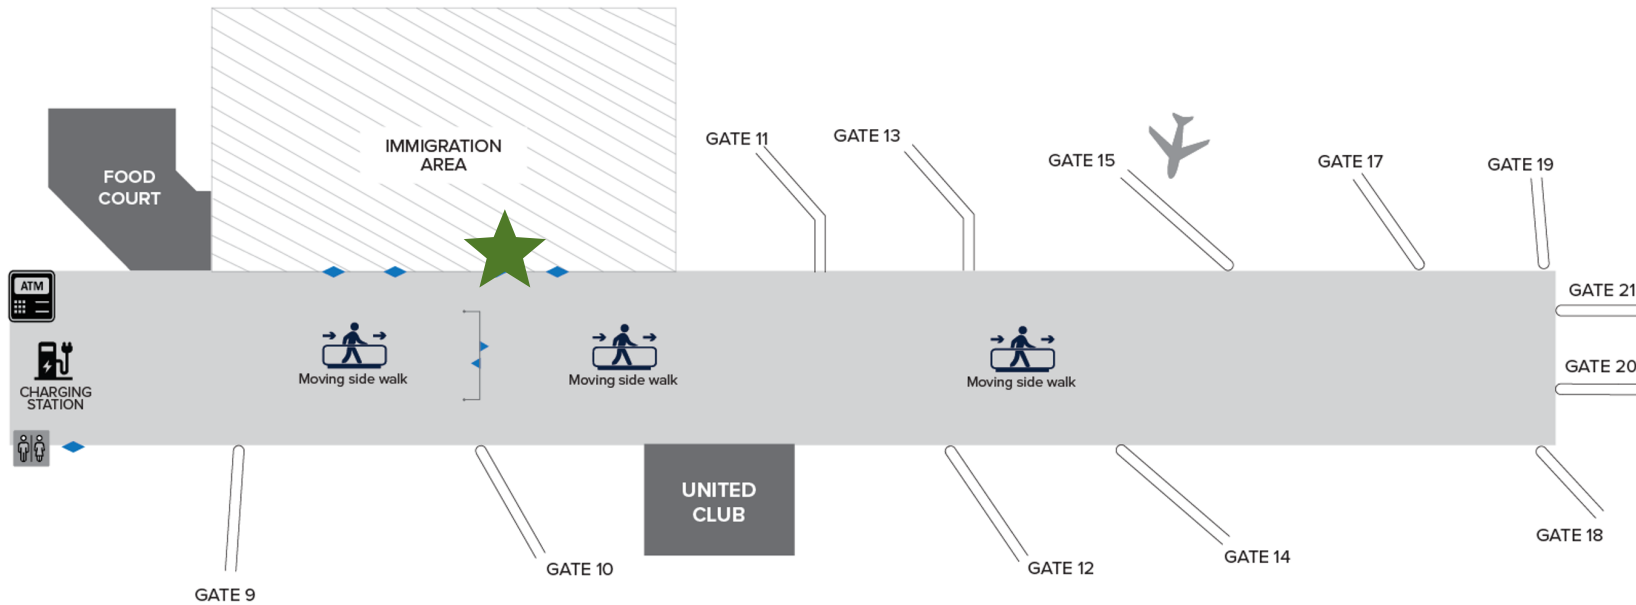 IMMIGRATION
AREA
FOOD
COURT
GATE 11
GATE 13
GATE 15
GATE 17
GATE 19
ATM
GATE 21
GATE 20
CHARGING
STATION
Moving side walk
Moving side walk
Moving side walk
UNITED
CLUB
GATE 9
GATE 10
GATE 12
GATE 14
GATE 18